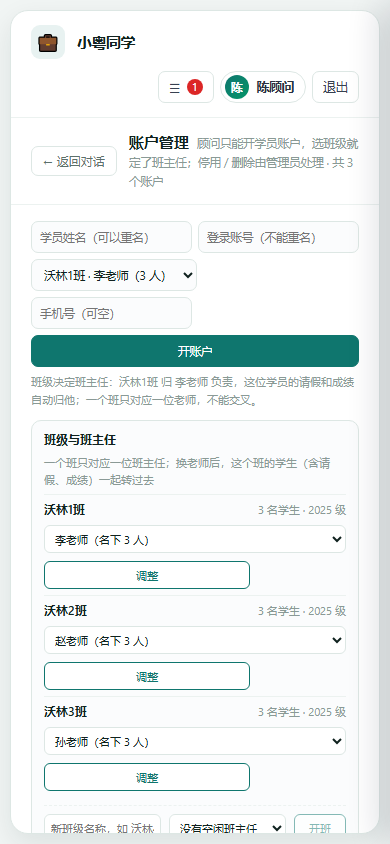 小粤同学
☰ 1 陈 陈顾问 退出
← 返回对话
账户管理 顾问只能开学员账户，选班级就
定了班主任；停用 / 删除由管理员处理 · 共 3
个账户
学员姓名（可以重名） 登录账号（不能重名）
沃林1班 · 李老师（3 人）
手机号（可空）
开账户
班级决定班主任：沃林1班 归 李老师 负责，这位学员的请假和成绩
自动归他；一个班只对应一位老师，不能交叉。
班级与班主任
一个班只对应一位班主任；换老师后，这个班的学生（含请
假、成绩）一起转过去
沃林1班 3 名学生 · 2025 级
李老师（名下 3 人）
调整
沃林2班 3 名学生 · 2025 级
赵老师（名下 3 人）
调整
沃林3班 3 名学生 · 2025 级
孙老师（名下 3 人）
调整
新班级名称，如 沃林 没有空闲班主任 开班